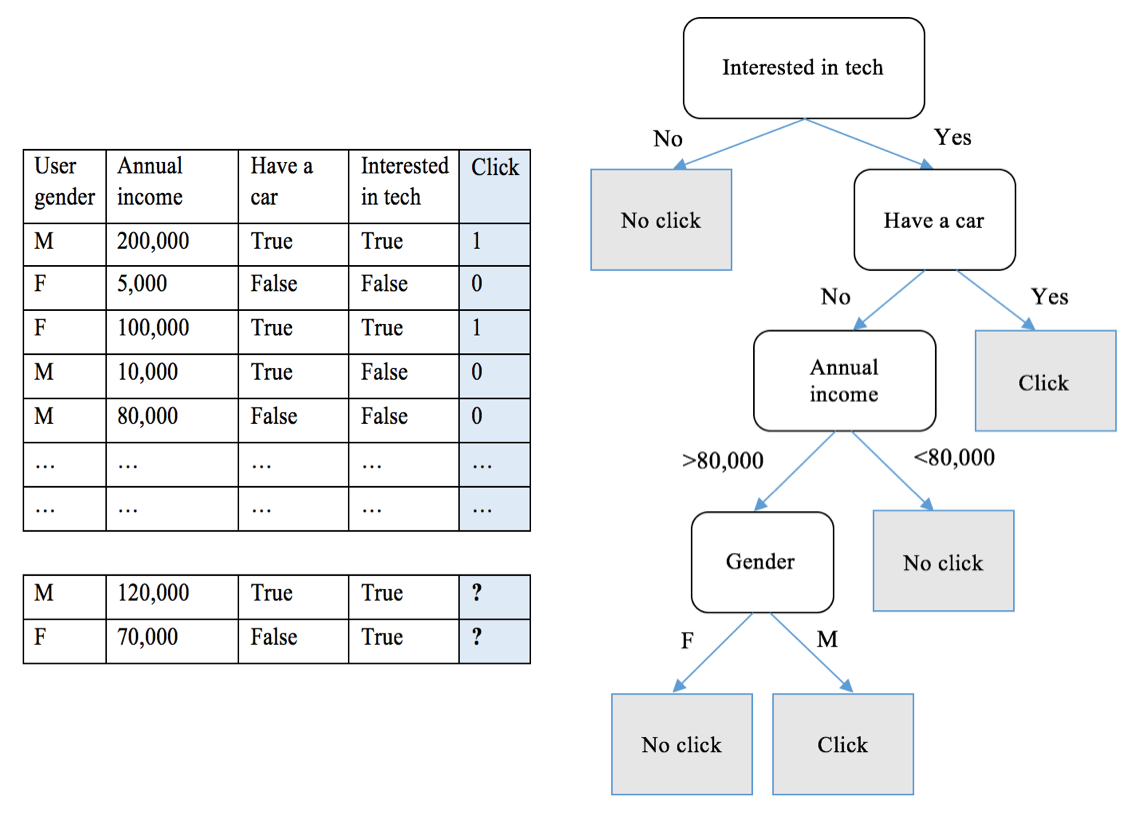 User gender Annual income Have a car Interested in tech Click
M 200,000 True True 1
F 5,000 False False 0
F 100,000 True True 1
M 10,000 True False 0
M 80,000 False False 0
... ... ... ... ...
... ... ... ... ...
M 120,000 True True ?
F 70,000 False True ?
Interested in tech
No Yes
No click
Have a car
No Yes
Annual
income
Click
>80,000 <80,000
Gender
No click
F M
No click
Click